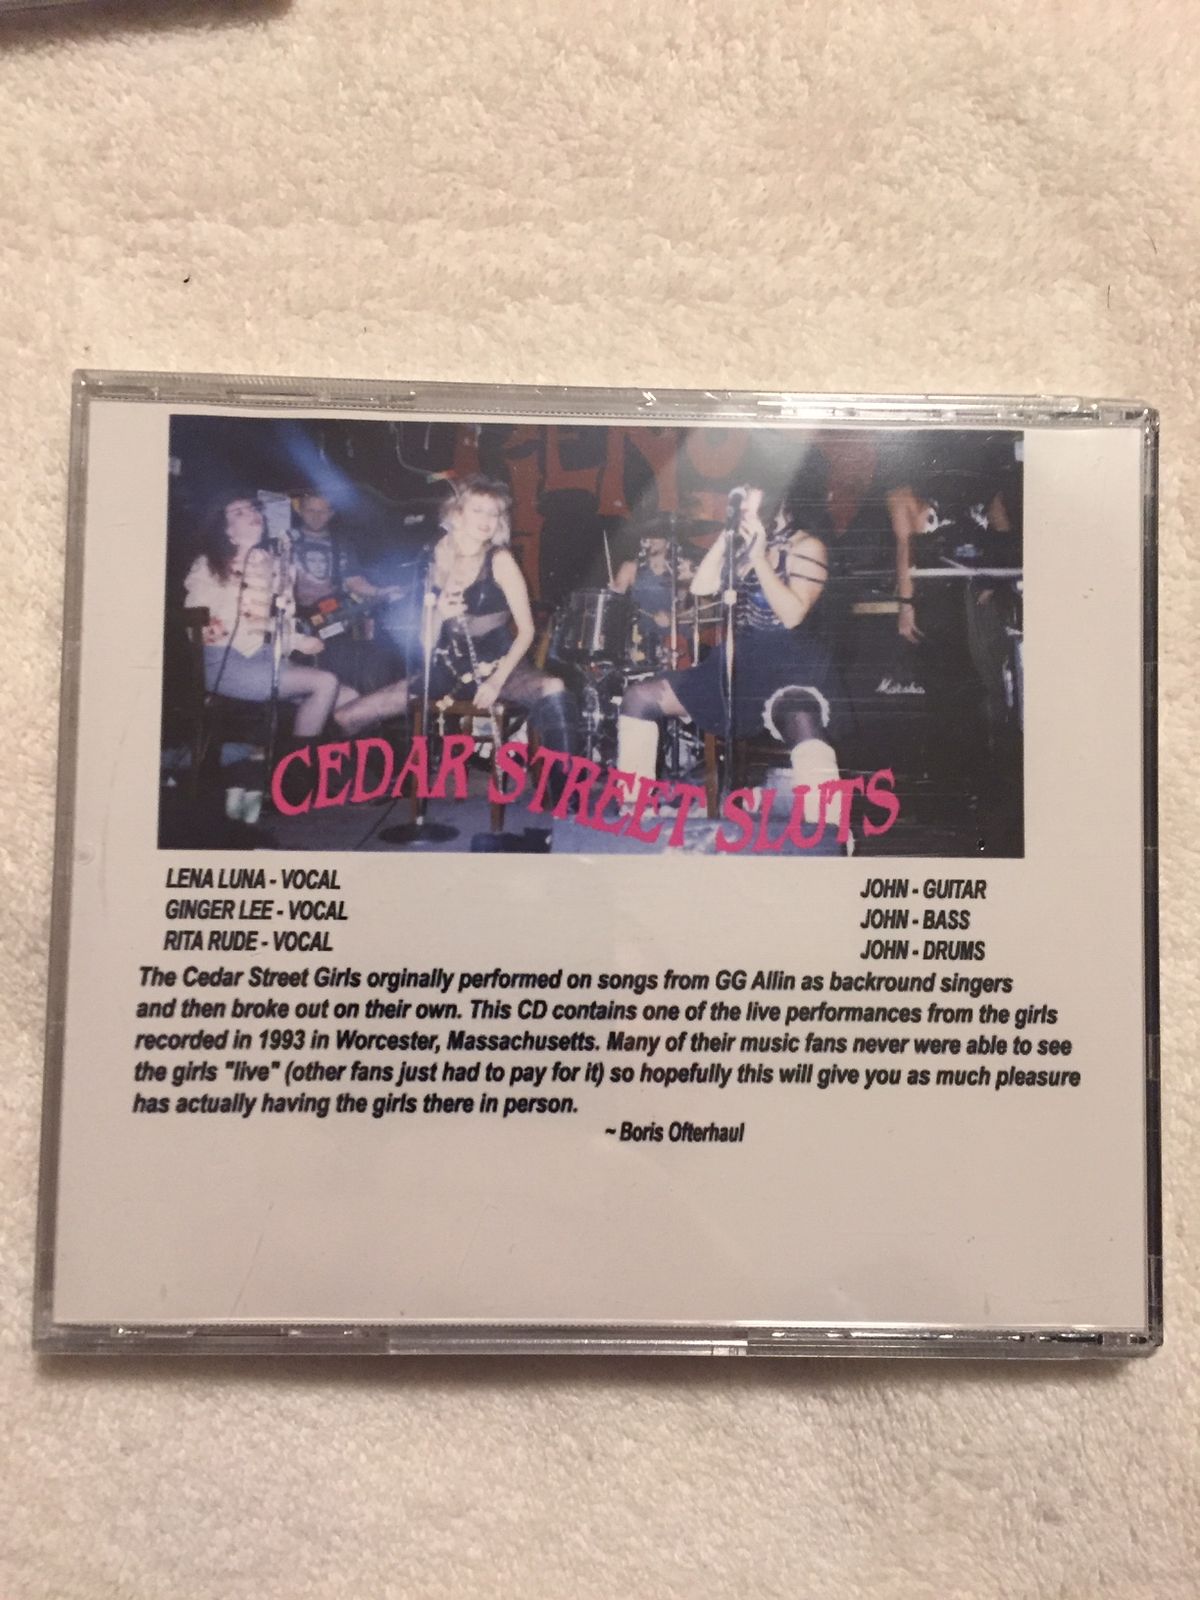 GENO
Marsha
CEDAR STREET SLUTS
LENA LUNA - VOCAL
GINGER LEE - VOCAL
RITA RUDE - VOCAL
JOHN - GUITAR
JOHN - BASS
JOHN - DRUMS
The Cedar Street Girls orginally performed on songs from GG Allin as backround singers
and then broke out on their own. This CD contains one of the live performances from the girls
recorded in 1993 in Worcester, Massachusetts. Many of their music fans never were able to see
the girls "live" (other fans just had to pay for it) so hopefully this will give you as much pleasure
has actually having the girls there in person.
~ Boris Ofterhaul